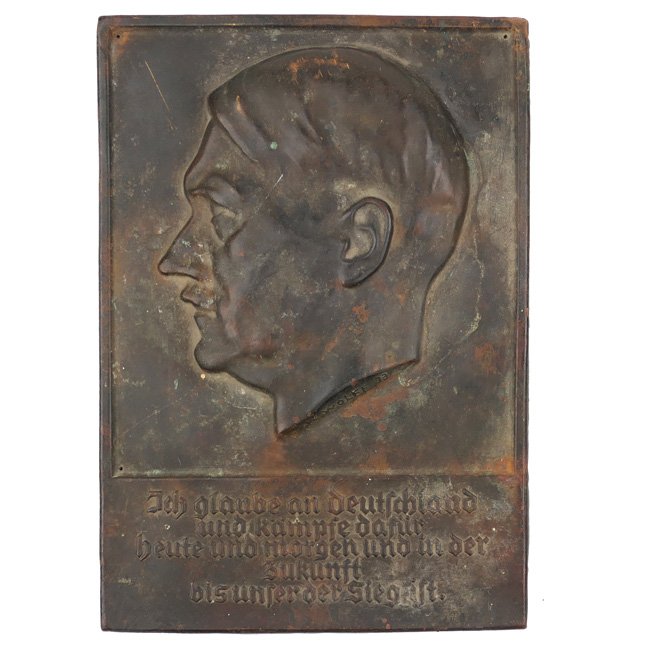 Ich glaube an Deutschland
und kämpfe dafür
heute und morgen und in der
zukunft
bis unser der Sieg ist.